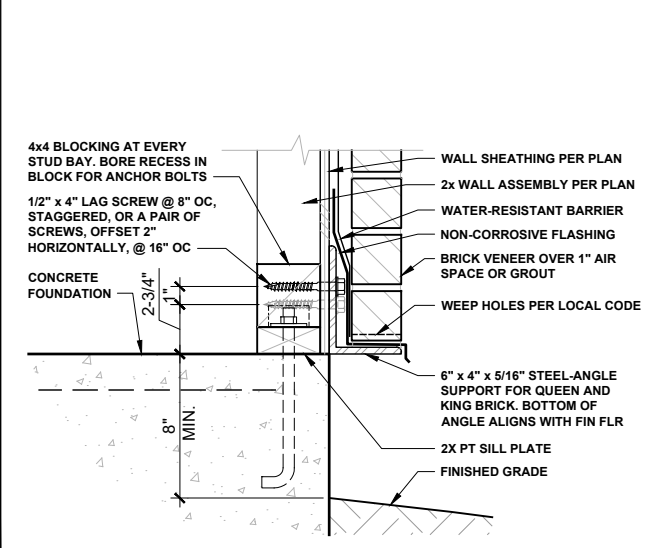 4x4 BLOCKING AT EVERY
STUD BAY. BORE RECESS IN
BLOCK FOR ANCHOR BOLTS
1/2" x 4" LAG SCREW @ 8" OC,
STAGGERED, OR A PAIR OF
SCREWS, OFFSET 2"
HORIZONTALLY, @ 16" OC
CONCRETE
FOUNDATION
2-3/4"
1"
8"
MIN.
WALL SHEATHING PER PLAN
2x WALL ASSEMBLY PER PLAN
WATER-RESISTANT BARRIER
NON-CORROSIVE FLASHING
BRICK VENEER OVER 1" AIR
SPACE OR GROUT
WEEP HOLES PER LOCAL CODE
6" x 4" x 5/16" STEEL-ANGLE
SUPPORT FOR QUEEN AND
KING BRICK. BOTTOM OF
ANGLE ALIGNS WITH FIN FLR
2X PT SILL PLATE
FINISHED GRADE